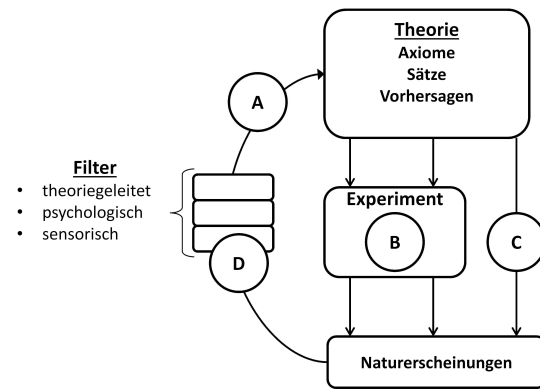 Theorie
Axiome
Sätze
Vorhersagen
A
Filter
• theoriegeleitet
• psychologisch
• sensorisch
Experiment
B
C
D
Naturerscheinungen